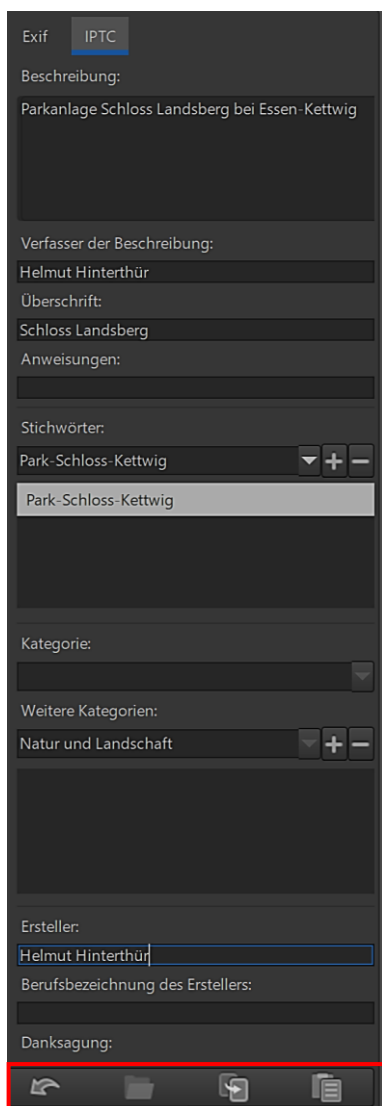 Exif IPTC
Beschreibung:
Parkanlage Schloss Landsberg bei Essen-Kettwig
Verfasser der Beschreibung:
Helmut Hinterthür
Überschrift:
Schloss Landsberg
Anweisungen:
Stichwörter:
Park-Schloss-Kettwig
Park-Schloss-Kettwig
Kategorie:
Weitere Kategorien:
Natur und Landschaft
Ersteller:
Helmut Hinterthür
Berufsbezeichnung des Erstellers:
Danksagung: